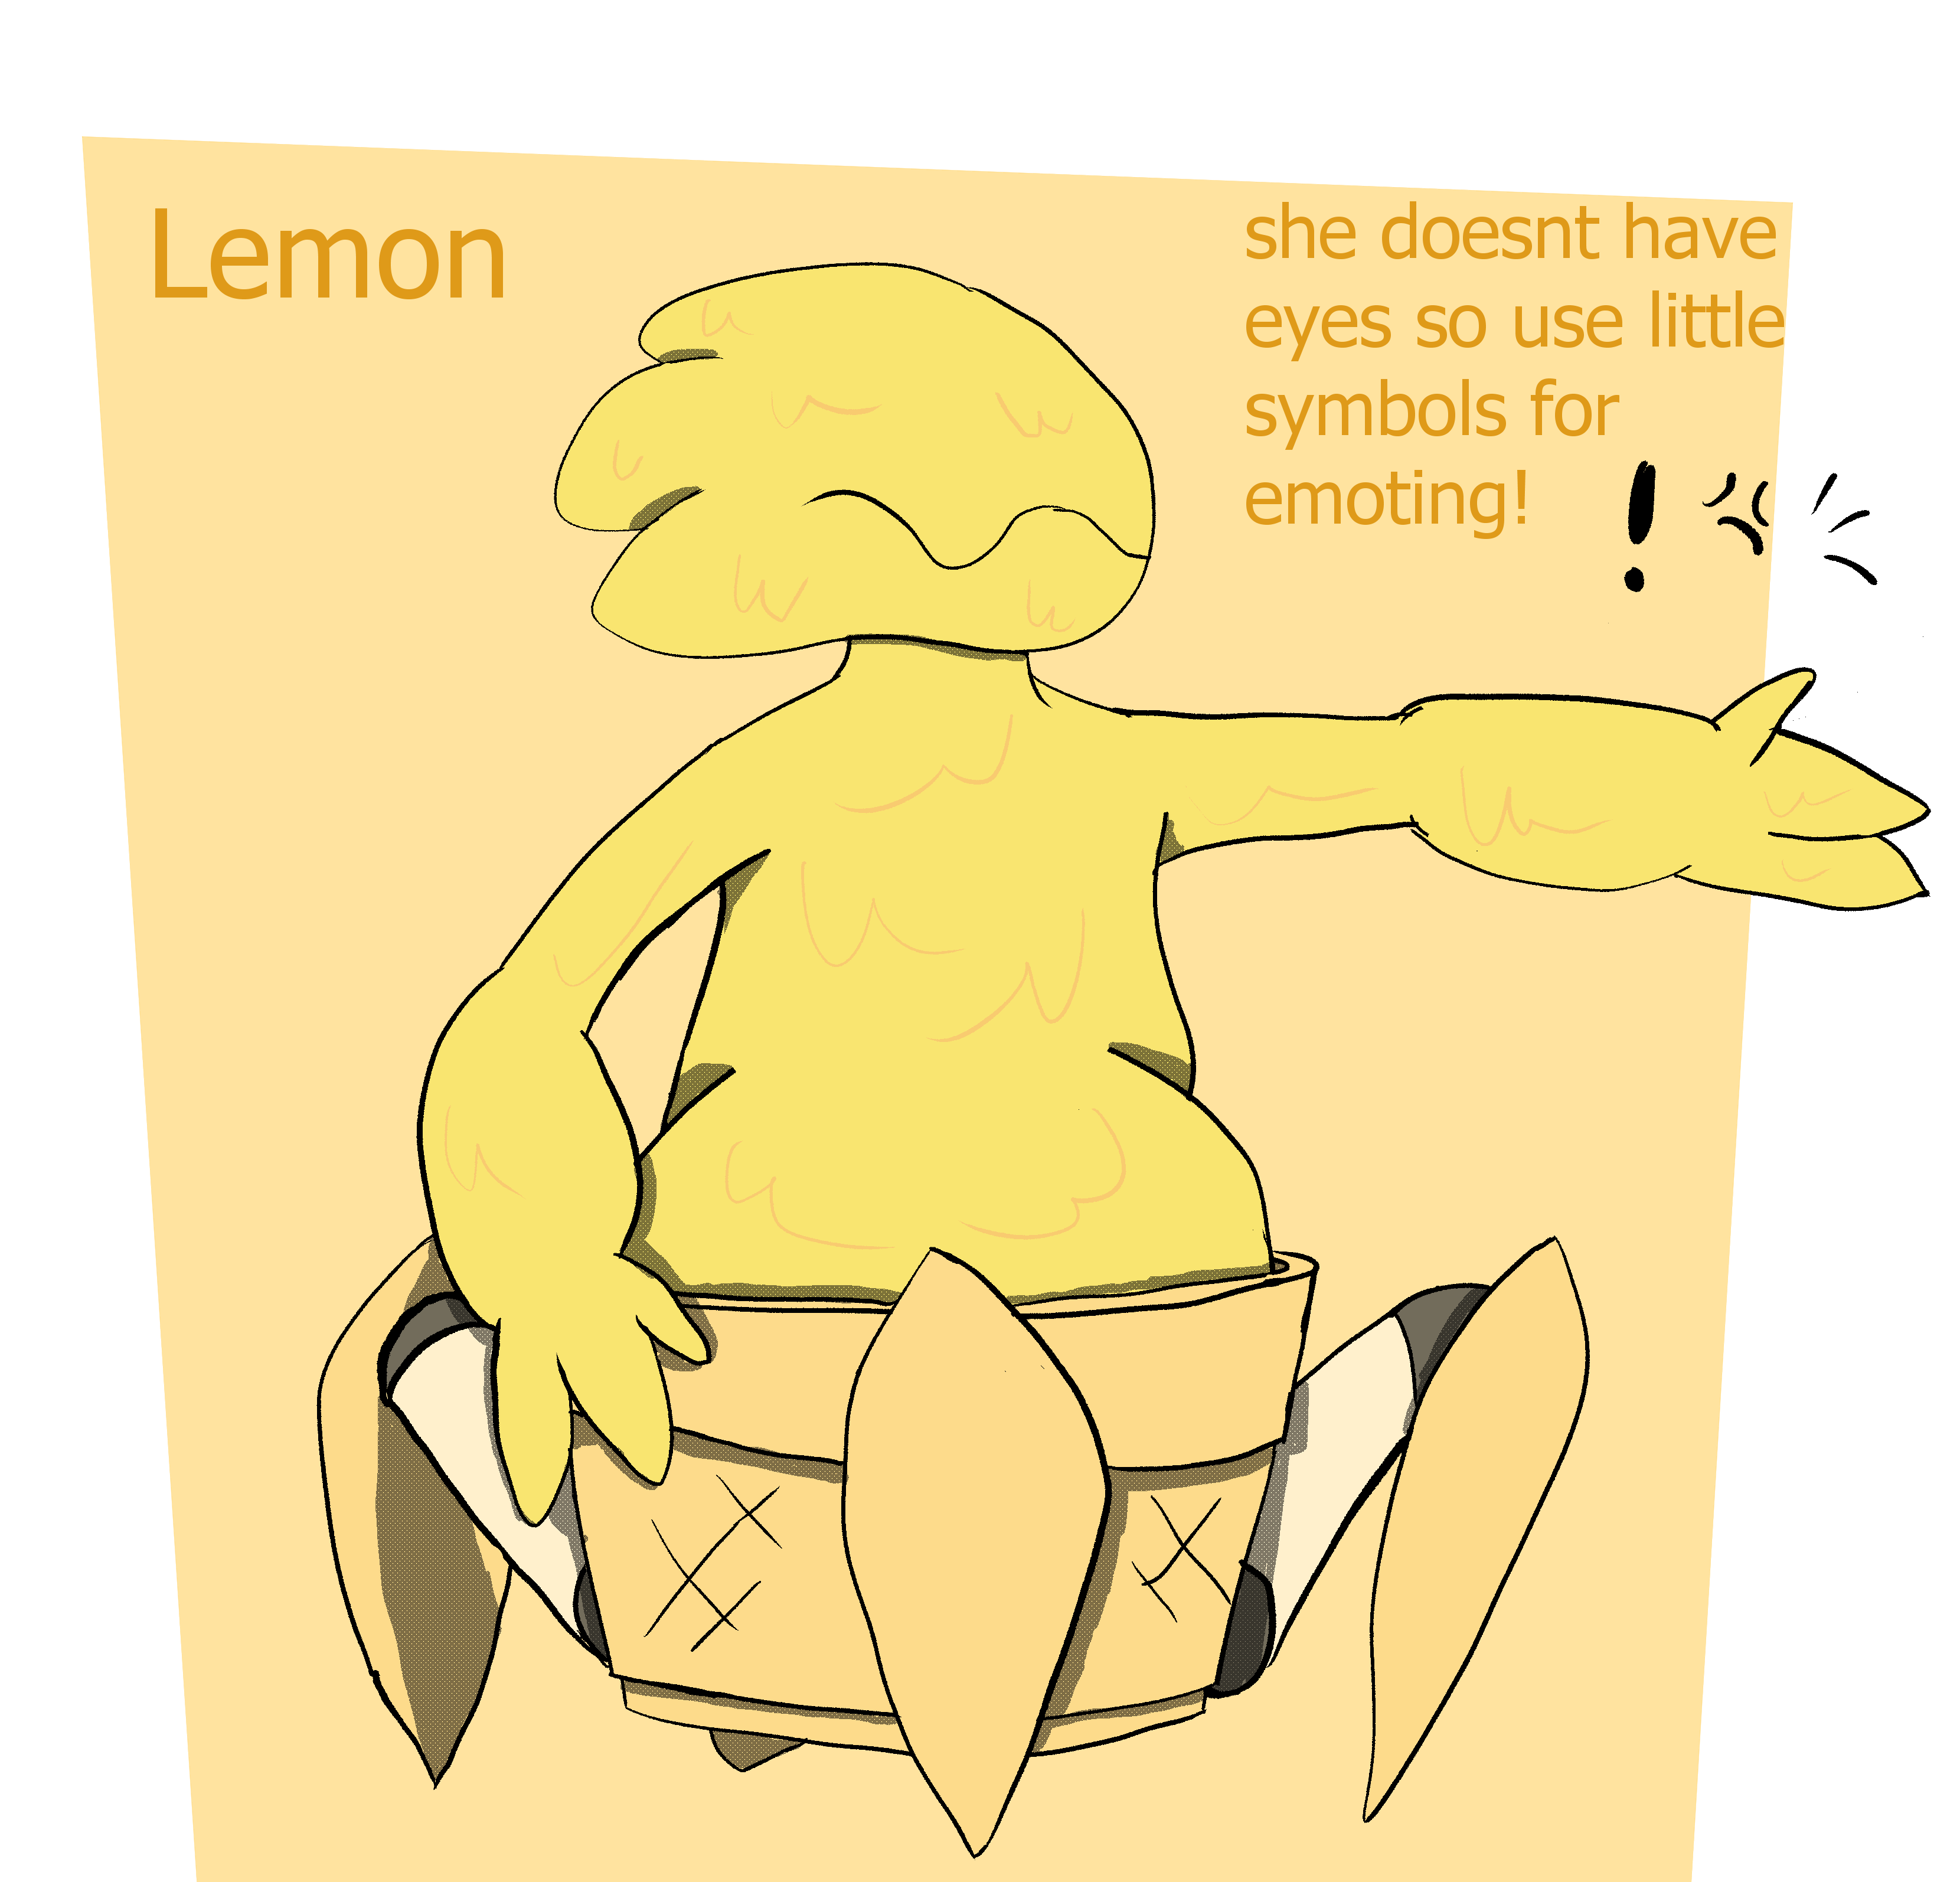 Lemon
she doesnt have
eyes so use little
symbols for
emoting!
!